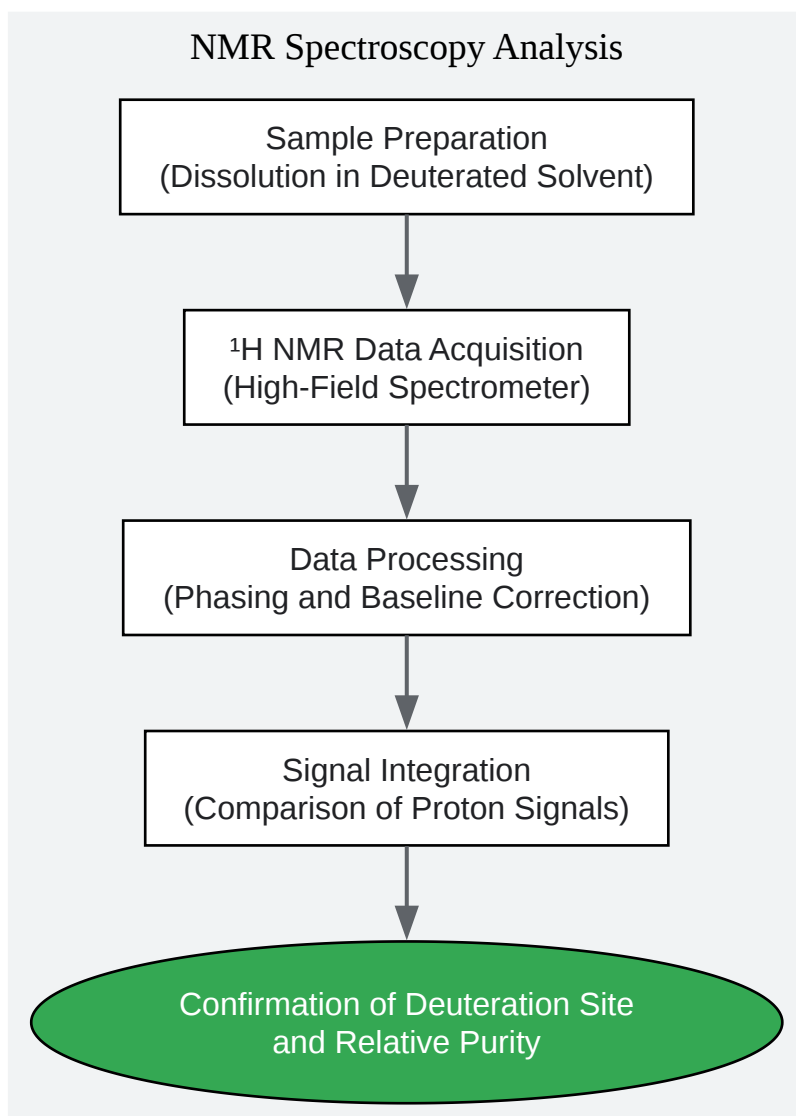 NMR Spectroscopy Analysis
Sample Preparation
(Dissolution in Deuterated Solvent)
¹H NMR Data Acquisition
(High-Field Spectrometer)
Data Processing
(Phasing and Baseline Correction)
Signal Integration
(Comparison of Proton Signals)
Confirmation of Deuteration Site
and Relative Purity